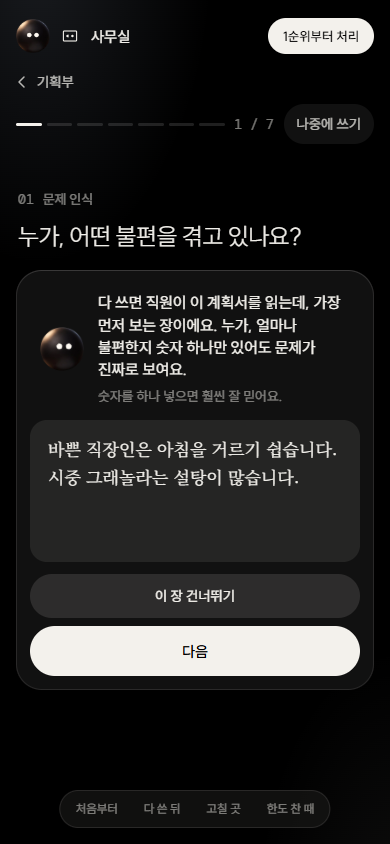 사무실
1순위부터 처리
기획부
1 / 7
나중에 쓰기
01 문제 인식
누가, 어떤 불편을 겪고 있나요?
다 쓰면 직원이 이 계획서를 읽는데, 가장
먼저 보는 장이에요. 누가, 얼마나
불편한지 숫자 하나만 있어도 문제가
진짜로 보여요.
숫자를 하나 넣으면 훨씬 잘 믿어요.
바쁜 직장인은 아침을 거르기 쉽습니다.
시중 그래놀라는 설탕이 많습니다.
이 장 건너뛰기
다음
처음부터 다 쓴 뒤 고칠 곳 한도 찬 때